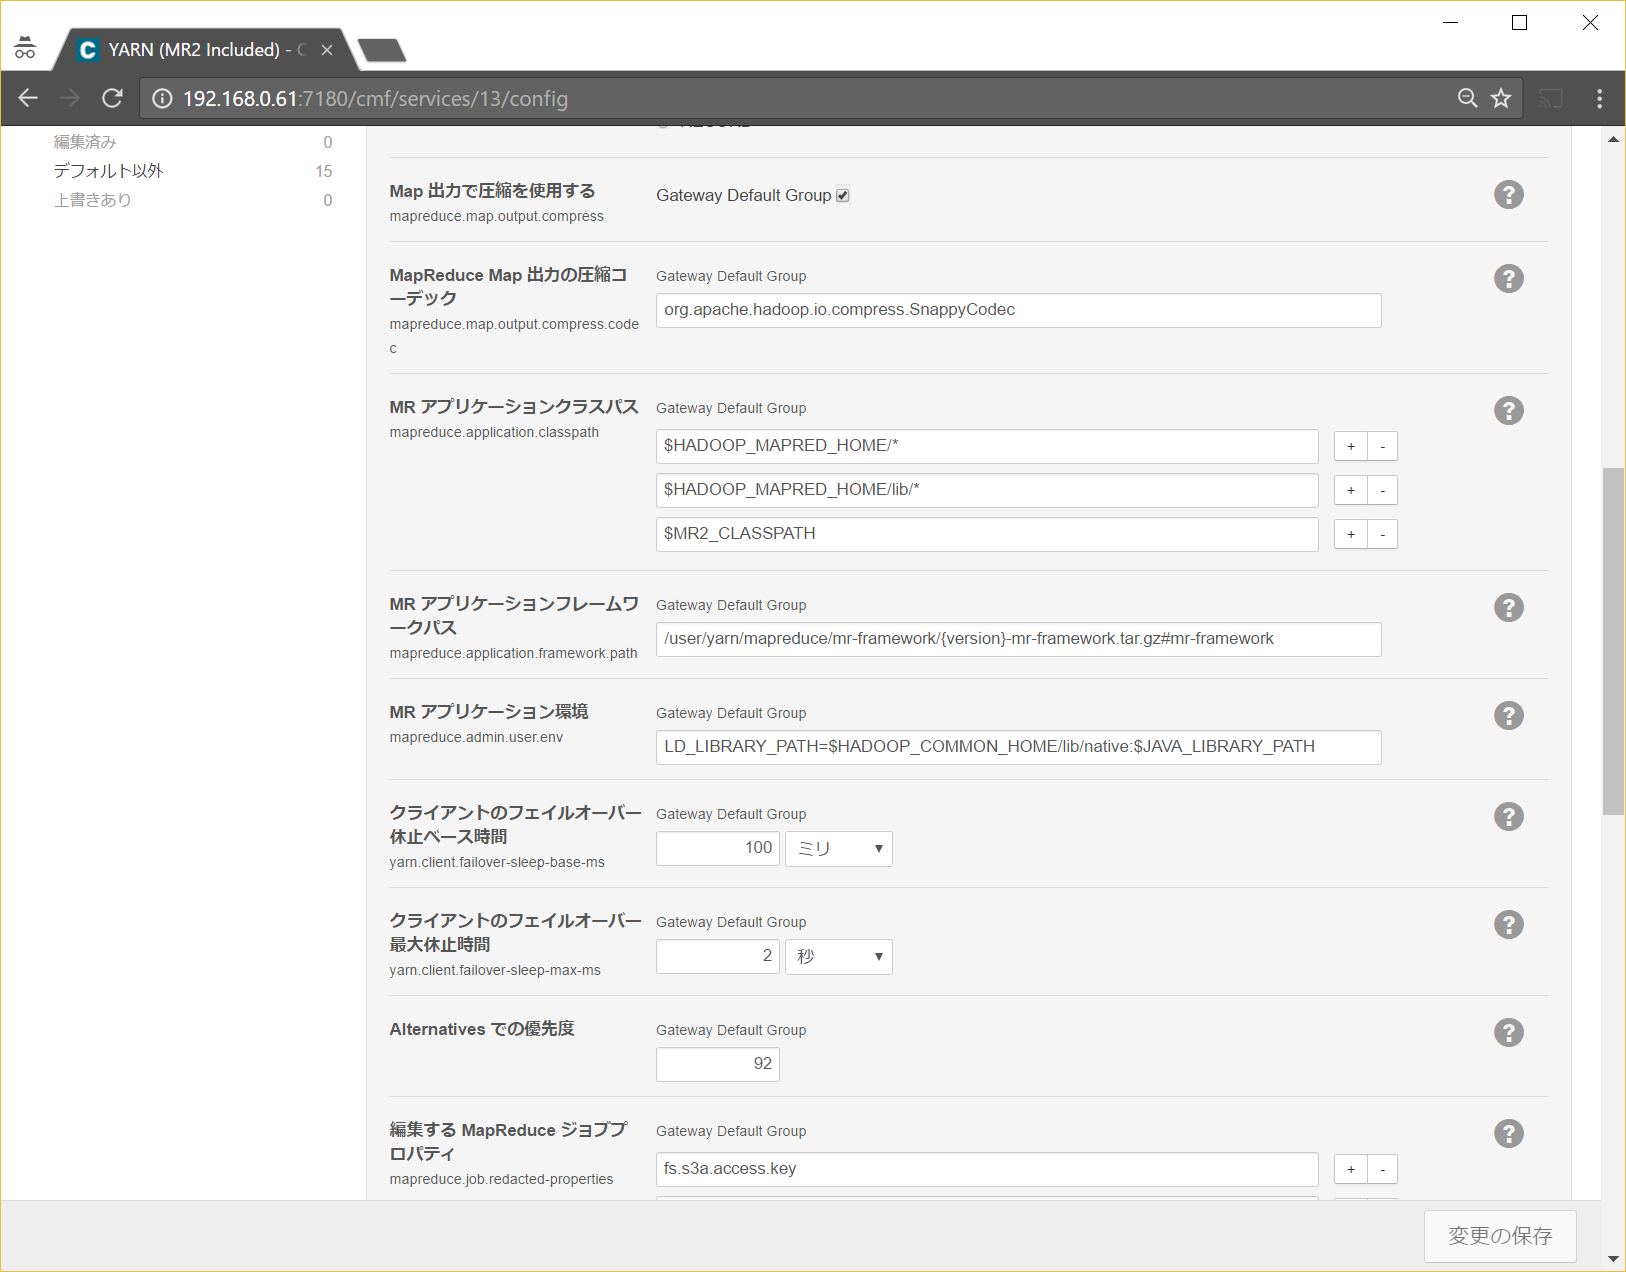 YARN (MR2 Included) - C
192.168.0.61:7180/cmf/services/13/config
編集済み 0
デフォルト以外 15
上書きあり 0
Map 出力で圧縮を使用する
mapreduce.map.output.compress
Gateway Default Group
MapReduce Map 出力の圧縮コ
ーデック
mapreduce.map.output.compress.code
c
Gateway Default Group
org.apache.hadoop.io.compress.SnappyCodec
MR アプリケーションクラスパス
mapreduce.application.classpath
Gateway Default Group
$HADOOP_MAPRED_HOME/*
+ -
$HADOOP_MAPRED_HOME/lib/*
+ -
$MR2_CLASSPATH
+ -
MR アプリケーションフレームワ
ークパス
mapreduce.application.framework.path
Gateway Default Group
/user/yarn/mapreduce/mr-framework/{version}-mr-framework.tar.gz#mr-framework
MR アプリケーション環境
mapreduce.admin.user.env
Gateway Default Group
LD_LIBRARY_PATH=$HADOOP_COMMON_HOME/lib/native:$JAVA_LIBRARY_PATH
クライアントのフェイルオーバー
休止ベース時間
yarn.client.failover-sleep-base-ms
Gateway Default Group
100 ミリ
クライアントのフェイルオーバー
最大休止時間
yarn.client.failover-sleep-max-ms
Gateway Default Group
2 秒
Alternatives での優先度
Gateway Default Group
92
編集する MapReduce ジョブプ
ロパティ
mapreduce.job.redacted-properties
Gateway Default Group
fs.s3a.access.key
+ -
変更の保存